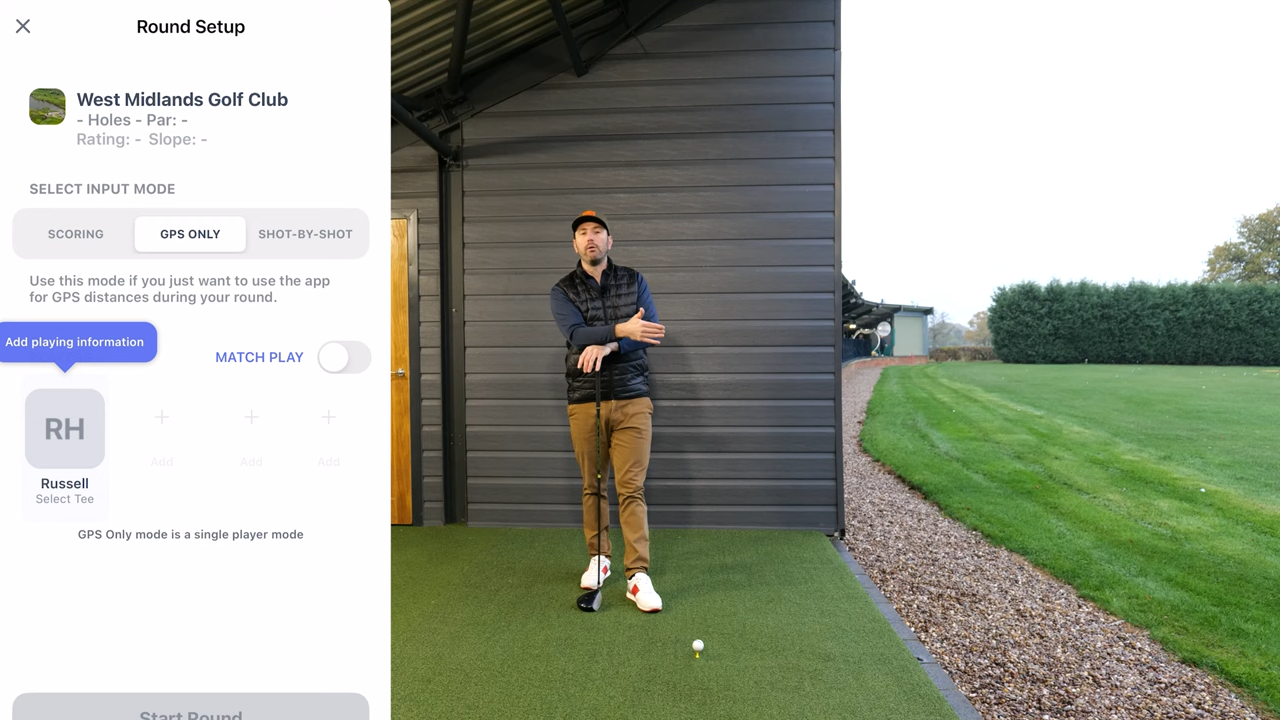 Round Setup
West Midlands Golf Club
- Holes - Par: -
Rating: - Slope: -
SELECT INPUT MODE
SCORING
GPS ONLY
SHOT-BY-SHOT
Use this mode if you just want to use the app
for GPS distances during your round.
Add playing information
MATCH PLAY
RH
Add
Add
Add
Russell
Select Tee
GPS Only mode is a single player mode
Start Round